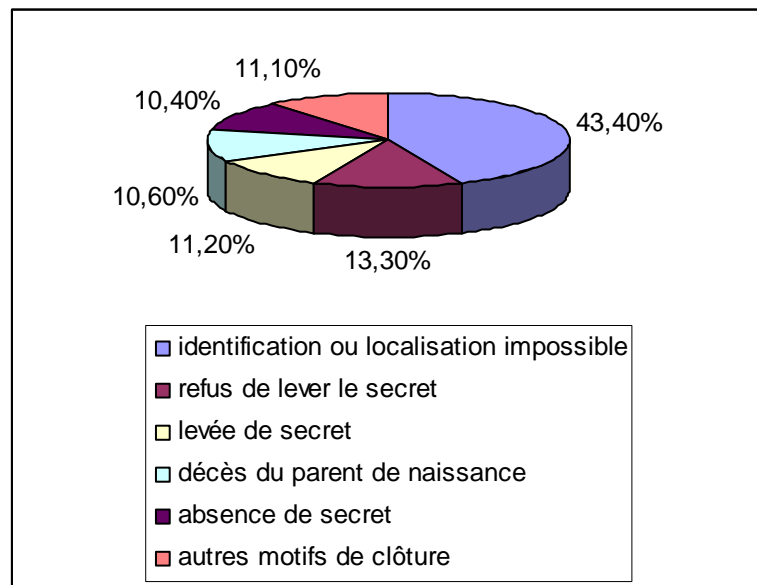 11,10%
10,40%
43,40%
10,60%
11,20%
13,30%
identification ou localisation impossible
refus de lever le secret
levée de secret
décès du parent de naissance
absence de secret
autres motifs de clôture